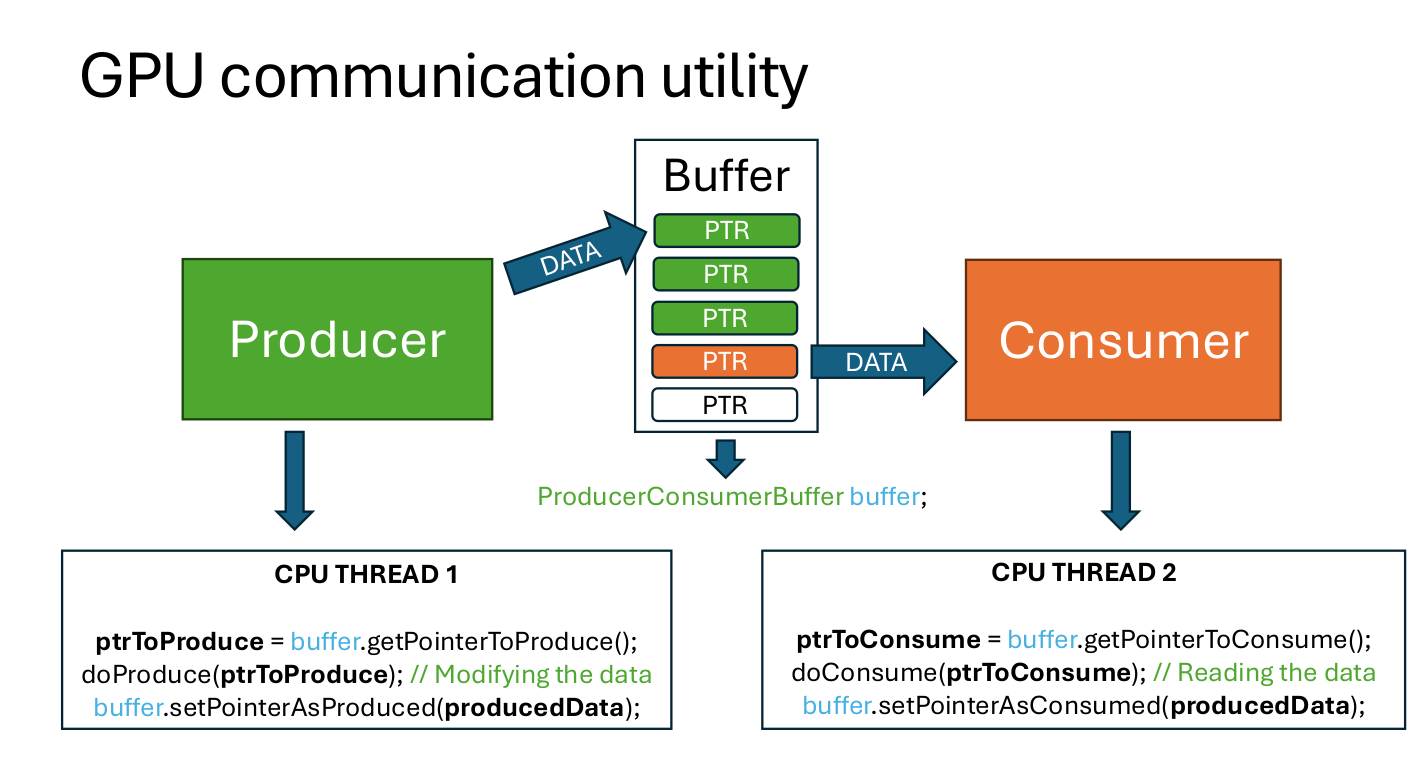 GPU communication utility
Buffer
PTR
PTR
PTR
PTR
PTR
DATA
DATA
Producer
Consumer
ProducerConsumerBuffer buffer;
CPU THREAD 1
ptrToProduce = buffer.getPointerToProduce();
doProduce(ptrToProduce); // Modifying the data
buffer.setPointerAsProduced(producedData);
CPU THREAD 2
ptrToConsume = buffer.getPointerToConsume();
doConsume(ptrToConsume); // Reading the data
buffer.setPointerAsConsumed(producedData);